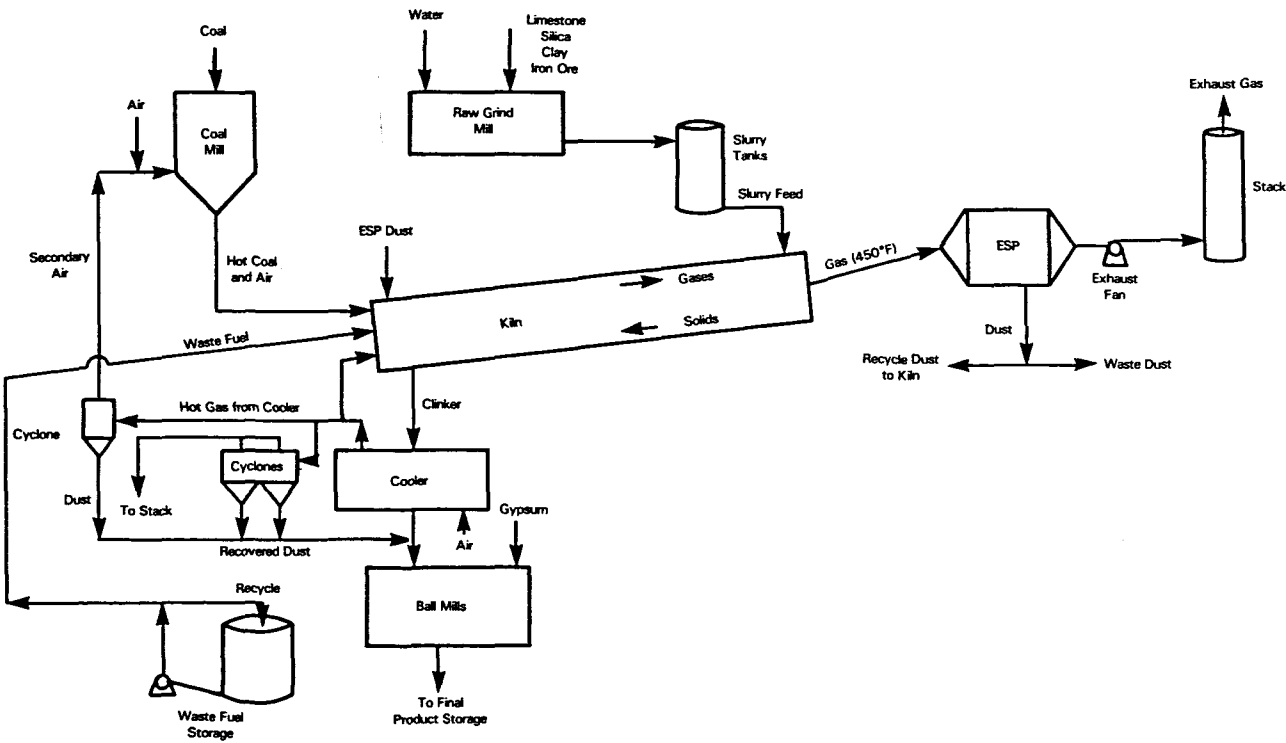 Water
Limestone
Silica
Clay
Iron Ore
Coal
Air
Coal
Mill
Raw Grind
Mill
Slurry
Tanks
Slurry Feed
Exhaust Gas
Stack
Secondary
Air
Hot Coal
and Air
ESP Dust
Gases
Kiln
Solids
Gas (450°F)
ESP
Exhaust
Fan
Dust
Recycle Dust
to Kiln
Waste Dust
Waste Fuel
Hot Gas from Cooler
Clinker
Cyclone
Cyclones
Cooler
Dust
To Stack
Gypsum
Air
Recovered Dust
Recycle
Ball Mills
Waste Fuel
Storage
To Final
Product Storage